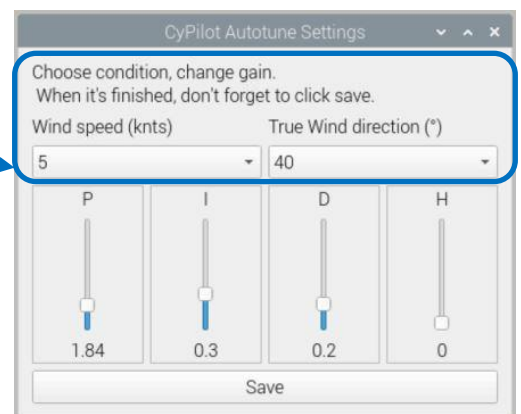 CyPilot Autotune Settings
Choose condition, change gain.
When it's finished, don't forget to click save.
Wind speed (knts) True Wind direction (°)
5 40
P I D H
1.84 0.3 0.2 0
Save